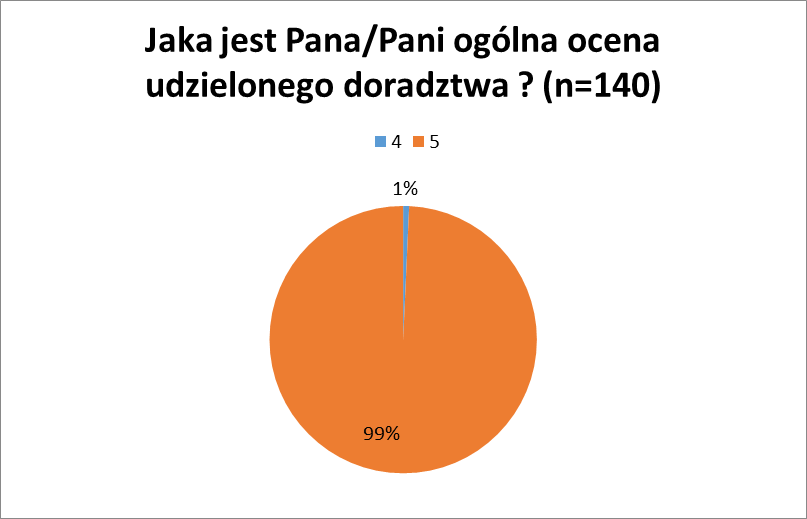 Jaka jest Pana/Pani ogólna ocena
udzielonego doradztwa ? (n=140)
4 5
1%
99%